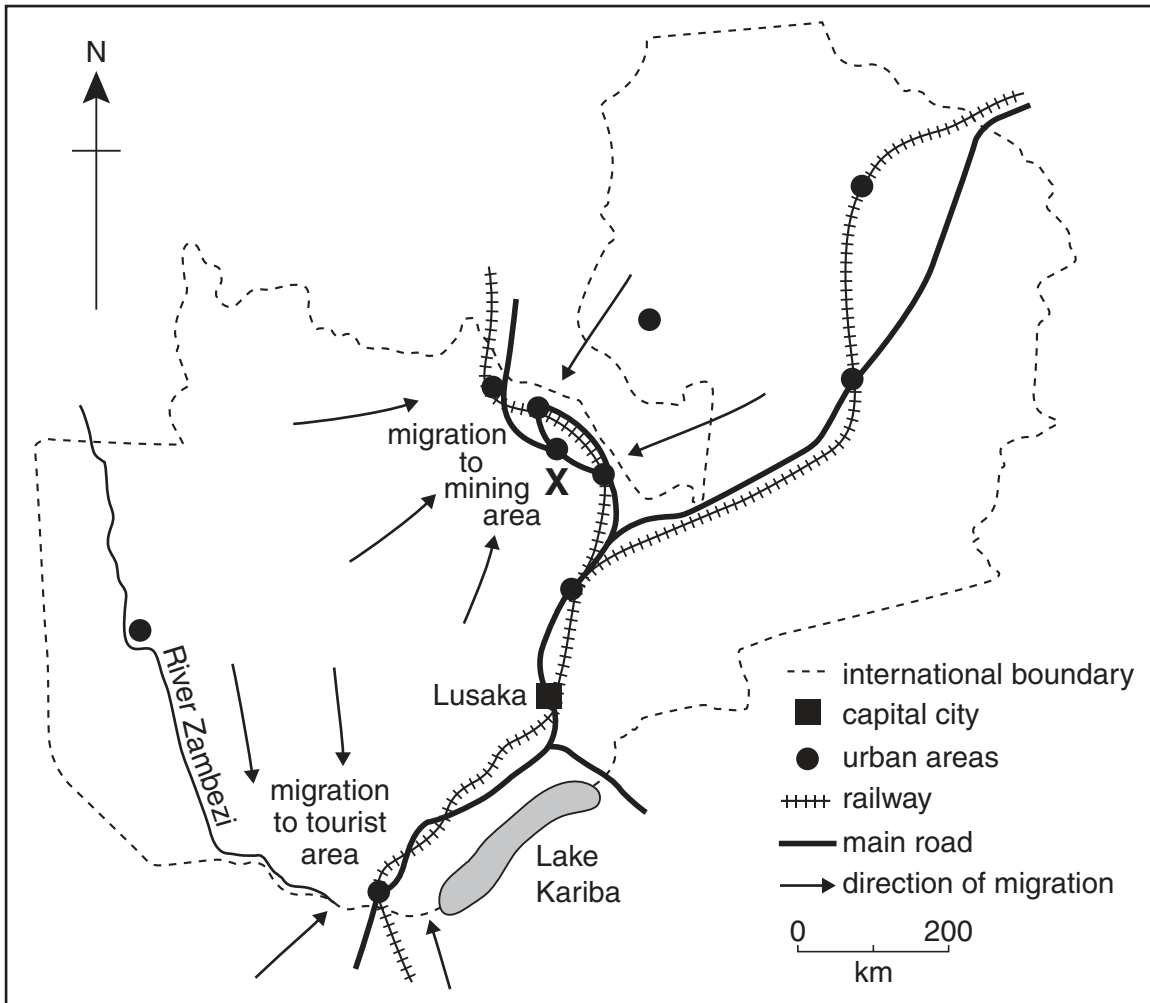 N
migration
to
mining
area
X
Lusaka
River Zambezi
migration
to tourist
area
Lake
Kariba
international boundary
capital city
urban areas
railway
main road
direction of migration
0 200
km